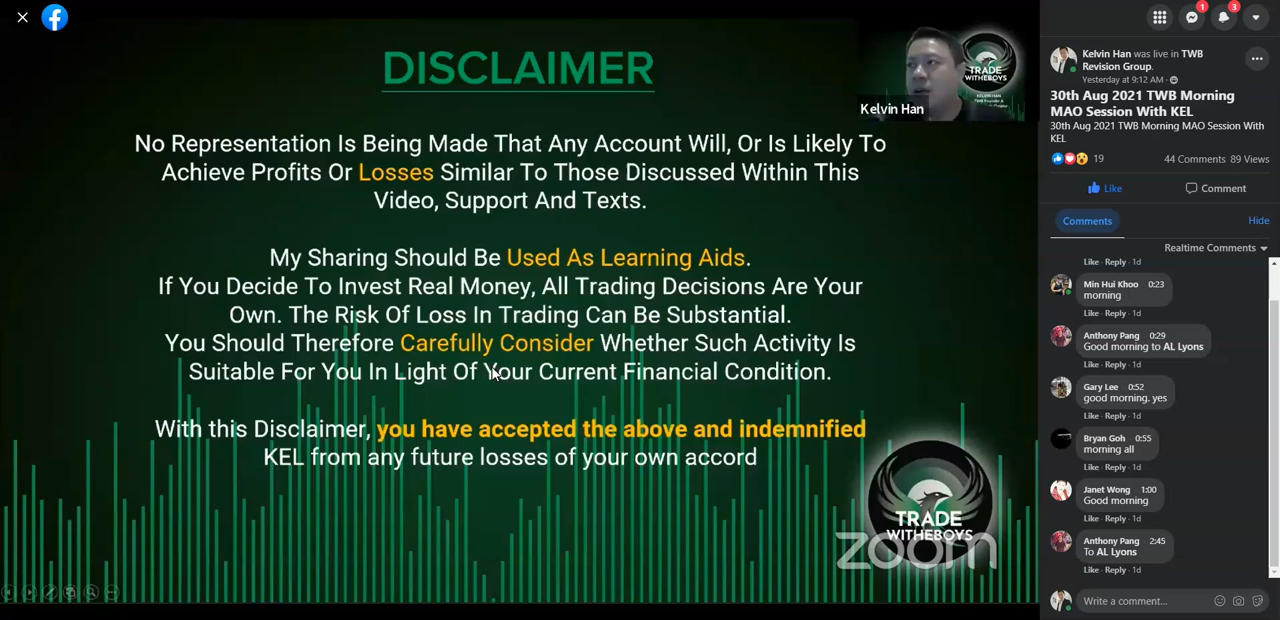 DISCLAIMER
No Representation Is Being Made That Any Account Will, Or Is Likely To
Achieve Profits Or Losses Similar To Those Discussed Within This
Video, Support And Texts.
My Sharing Should Be Used As Learning Aids.
If You Decide To Invest Real Money, All Trading Decisions Are Your
Own. The Risk Of Loss In Trading Can Be Substantial.
You Should Therefore Carefully Consider Whether Such Activity Is
Suitable For You In Light Of Your Current Financial Condition.
With this Disclaimer, you have accepted the above and indemnified
KEL from any future losses of your own accord
TRADE
WITHEBOYS
Kelvin Han
TRADE
WITHEBOYS
zoom
1
3
Kelvin Han was live in TWB
Revision Group.
Yesterday at 9:12 AM ·
30th Aug 2021 TWB Morning
MAO Session With KEL
30th Aug 2021 TWB Morning MAO Session With
KEL
19
44 Comments 89 Views
Like
Comment
Comments
Hide
Realtime Comments
Like · Reply · 1d
Min Hui Khoo 0:23
morning
Like · Reply · 1d
Anthony Pang 0:29
Good morning to AL Lyons
Like · Reply · 1d
Gary Lee 0:52
good morning. yes
Like · Reply · 1d
Bryan Goh 0:55
morning all
Like · Reply · 1d
Janet Wong 1:00
Good morning
Like · Reply · 1d
Anthony Pang 2:45
To AL Lyons
Like · Reply · 1d
Write a comment...